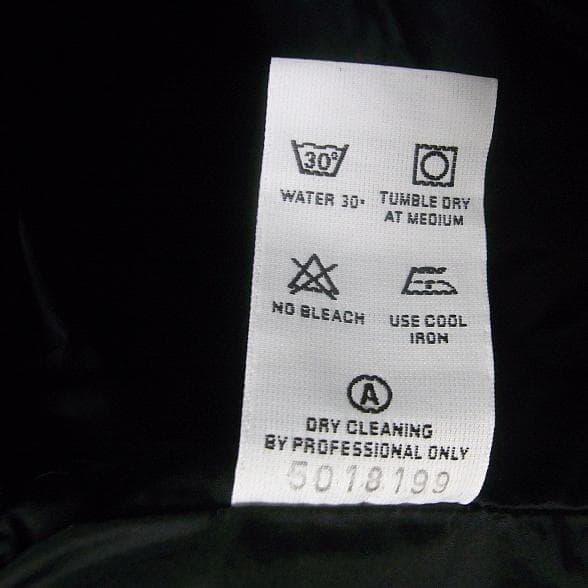 30°
WATER 30° TUMBLE DRY
AT MEDIUM
NO BLEACH USE COOL
IRON
A
DRY CLEANING
BY PROFESSIONAL ONLY
5018199